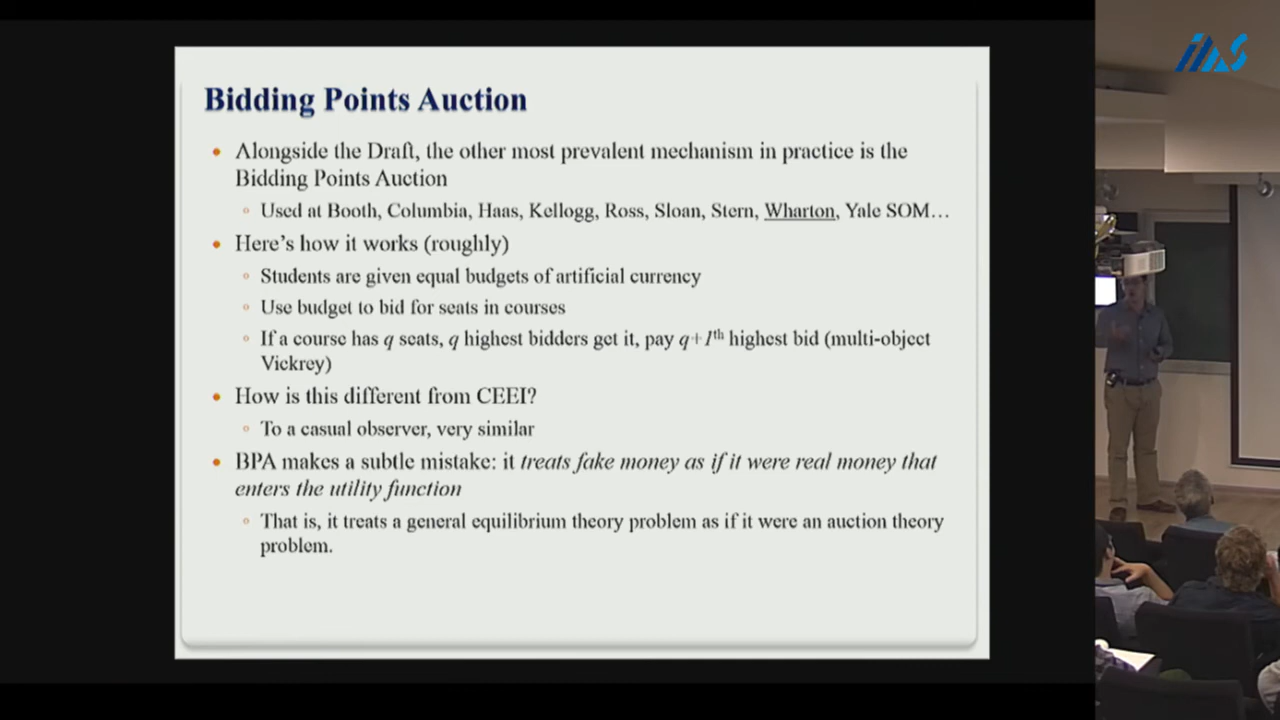 IIAS
Bidding Points Auction
• Alongside the Draft, the other most prevalent mechanism in practice is the
Bidding Points Auction
◦ Used at Booth, Columbia, Haas, Kellogg, Ross, Sloan, Stern, Wharton, Yale SOM…
• Here's how it works (roughly)
◦ Students are given equal budgets of artificial currency
◦ Use budget to bid for seats in courses
◦ If a course has q seats, q highest bidders get it, pay q+1th highest bid (multi-object
Vickrey)
• How is this different from CEEI?
◦ To a casual observer, very similar
• BPA makes a subtle mistake: it treats fake money as if it were real money that
enters the utility function
◦ That is, it treats a general equilibrium theory problem as if it were an auction theory
problem.